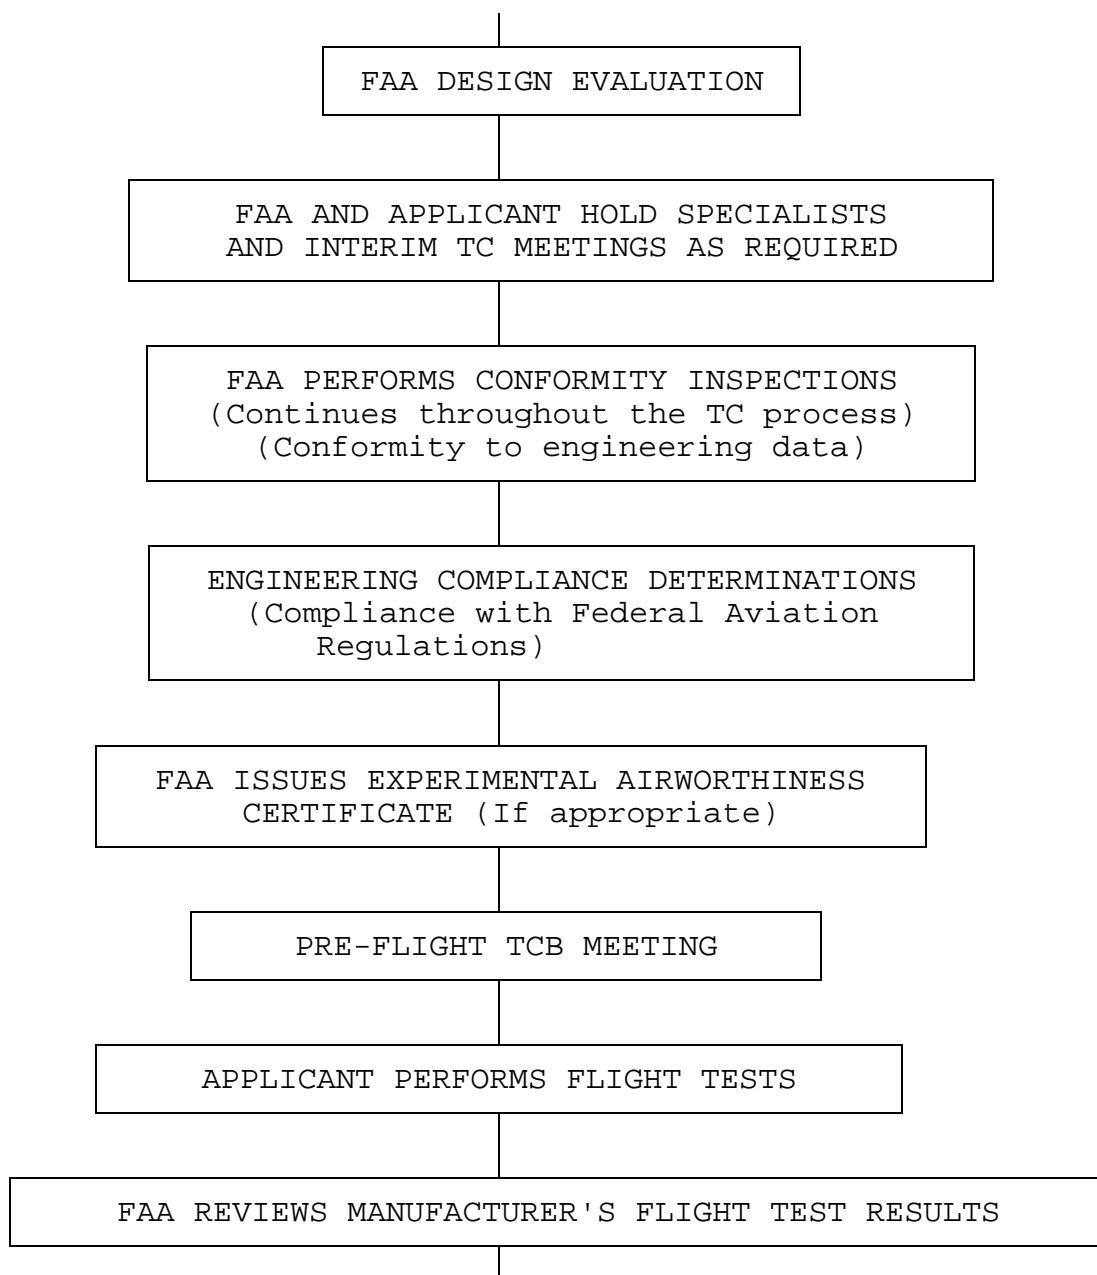 FAA DESIGN EVALUATION
FAA AND APPLICANT HOLD SPECIALISTS
AND INTERIM TC MEETINGS AS REQUIRED
FAA PERFORMS CONFORMITY INSPECTIONS
(Continues throughout the TC process)
(Conformity to engineering data)
ENGINEERING COMPLIANCE DETERMINATIONS
(Compliance with Federal Aviation
Regulations)
FAA ISSUES EXPERIMENTAL AIRWORTHINESS
CERTIFICATE (If appropriate)
PRE-FLIGHT TCB MEETING
APPLICANT PERFORMS FLIGHT TESTS
FAA REVIEWS MANUFACTURER'S FLIGHT TEST RESULTS